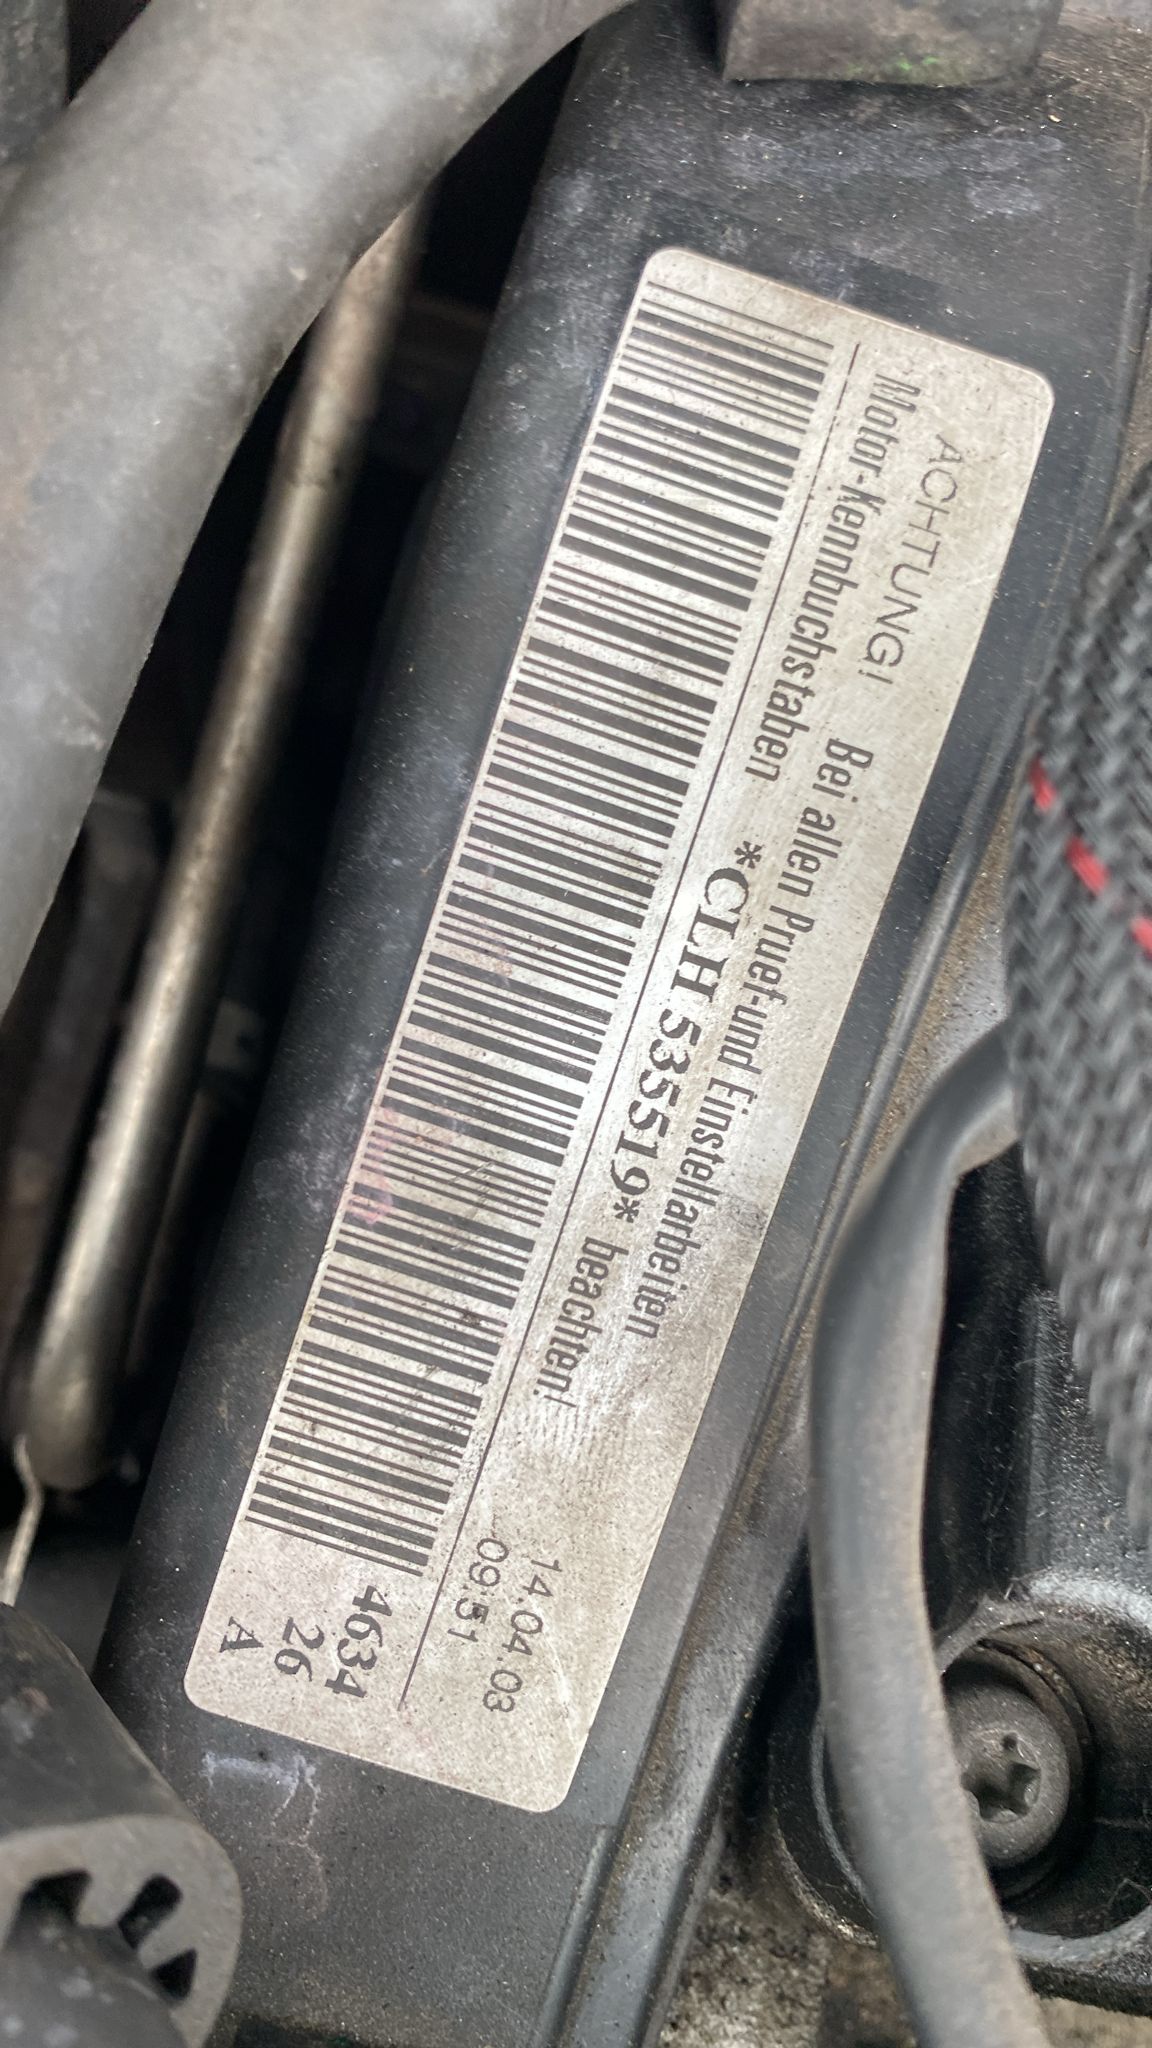 ACHTUNG! Bei allen Pruef-und Einstellarbeiten
Motor-Kennbuchstaben *CLH 535519* beachten!
14.04.03
09:51
4634
26
A